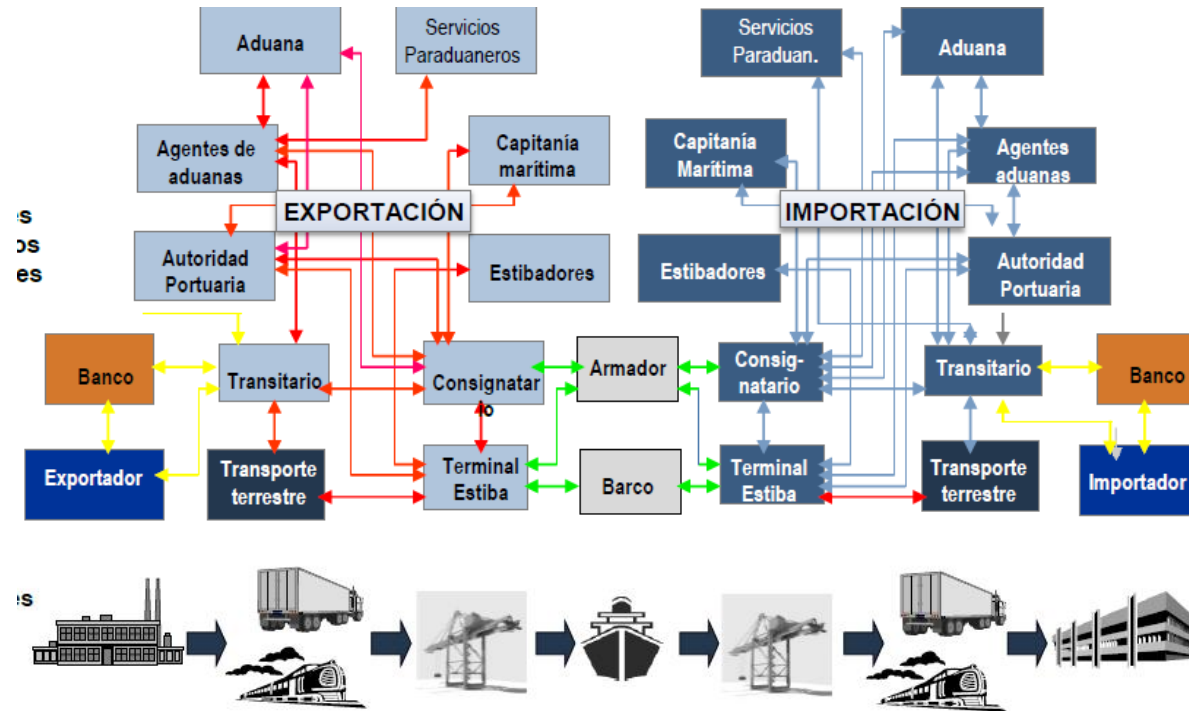 Aduana
Servicios
Paraduaneros
Servicios
Paraduan.
Aduana
Agentes de
aduanas
Capitanía
marítima
Capitanía
Marítima
Agentes
aduanas
EXPORTACIÓN
IMPORTACIÓN
Autoridad
Portuaria
Estibadores
Estibadores
Autoridad
Portuaria
Banco
Transitario
Consignatar
io
Armador
Consig-
natario
Transitario
Banco
Exportador
Transporte
terrestre
Terminal
Estiba
Barco
Terminal
Estiba
Transporte
terrestre
Importador